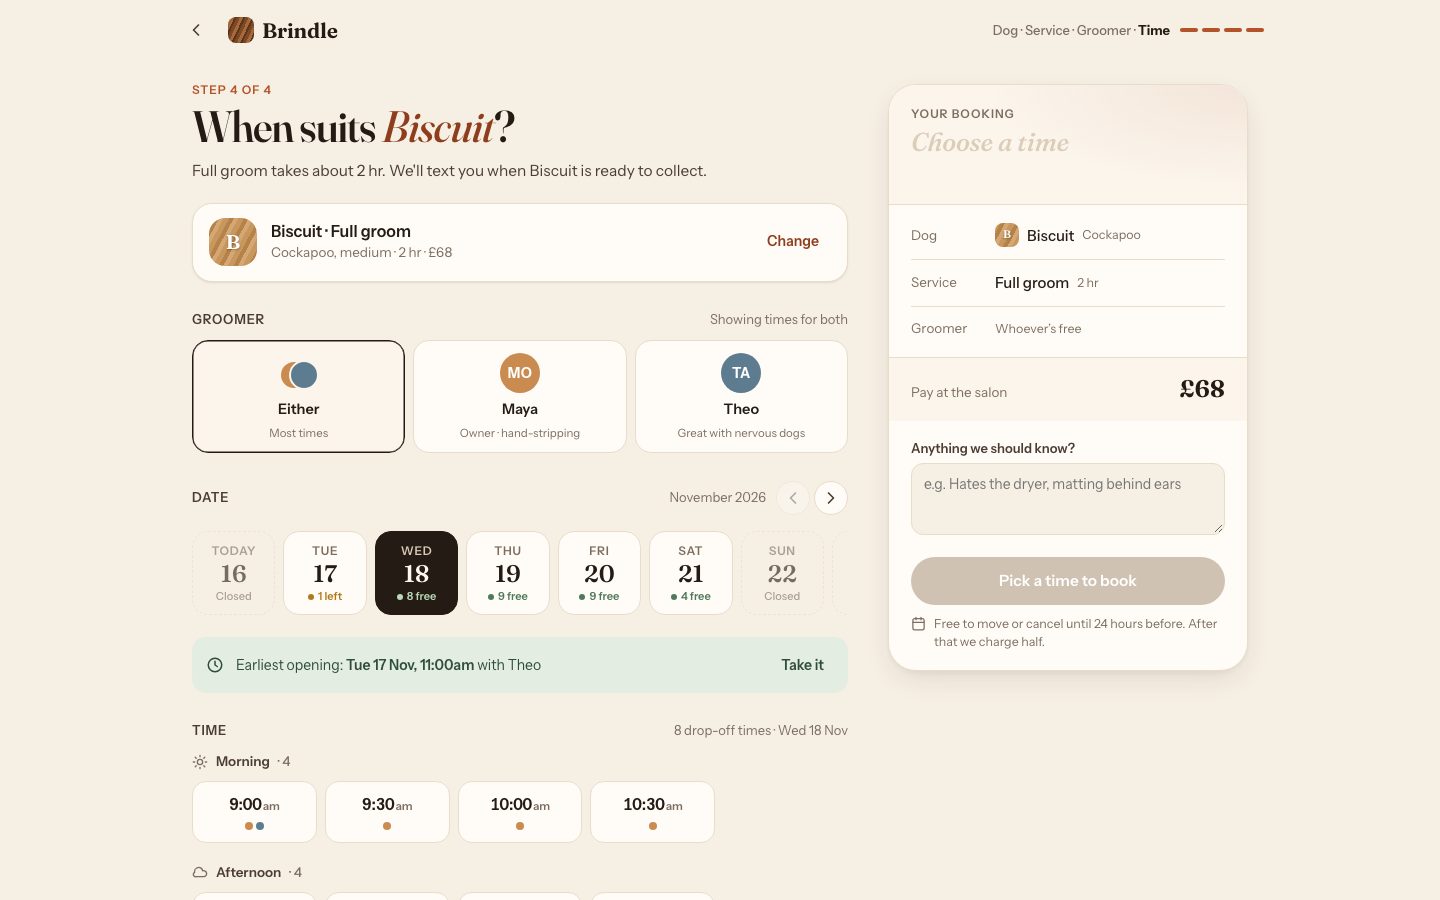 Brindle
Dog · Service · Groomer · Time
STEP 4 OF 4
When suits Biscuit?
Full groom takes about 2 hr. We'll text you when Biscuit is ready to collect.
B
Biscuit · Full groom
Cockapoo, medium · 2 hr · £68
Change
GROOMER
Showing times for both
Either
Most times
MO
Maya
Owner · hand-stripping
TA
Theo
Great with nervous dogs
DATE
November 2026
TODAY
16
Closed
TUE
17
1 left
WED
18
8 free
THU
19
9 free
FRI
20
9 free
SAT
21
4 free
SUN
22
Closed
Earliest opening: Tue 17 Nov, 11:00am with Theo
Take it
TIME
8 drop-off times · Wed 18 Nov
Morning · 4
9:00am
9:30am
10:00am
10:30am
Afternoon · 4
YOUR BOOKING
Choose a time
Dog
B
Biscuit Cockapoo
Service
Full groom 2 hr
Groomer
Whoever's free
Pay at the salon
£68
Anything we should know?
e.g. Hates the dryer, matting behind ears
Pick a time to book
Free to move or cancel until 24 hours before. After
that we charge half.